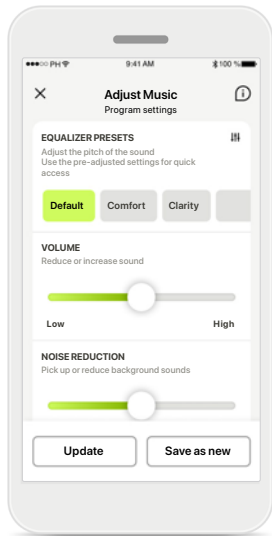 PH 9:41 AM 100 %
Adjust Music
Program settings
EQUALIZER PRESETS
Adjust the pitch of the sound
Use the pre-adjusted settings for quick
access
Default Comfort Clarity
VOLUME
Reduce or increase sound
Low High
NOISE REDUCTION
Pick up or reduce background sounds
Update Save as new